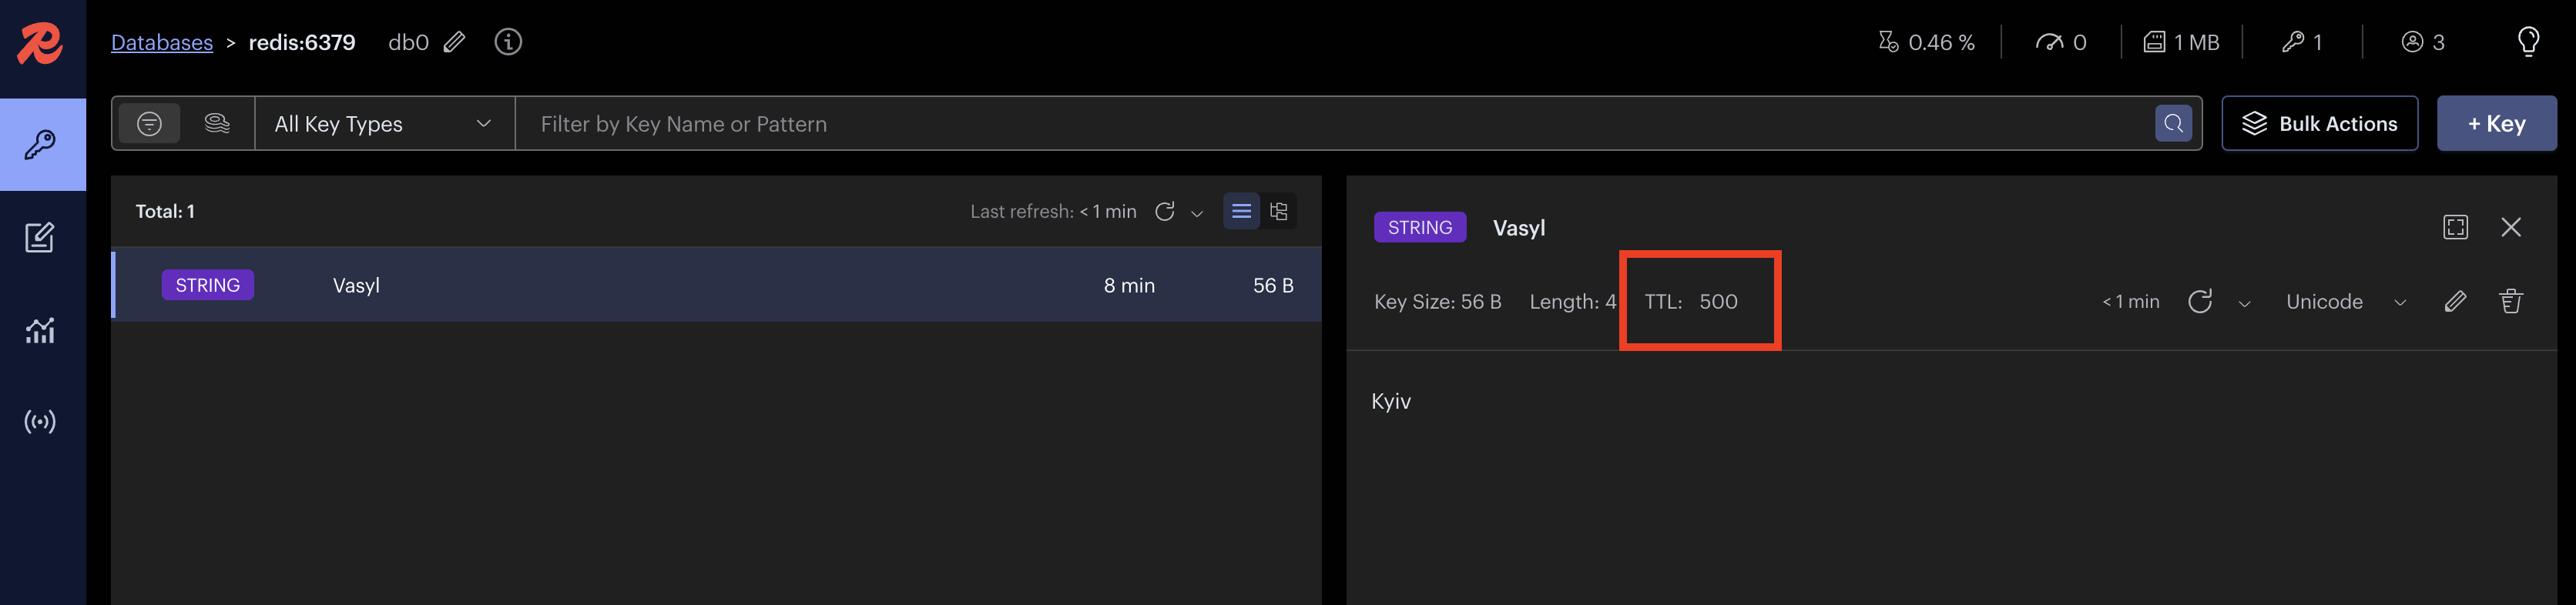 Databases > redis:6379 db0 0.46 % 0 1 MB 1 3
All Key Types Filter by Key Name or Pattern Bulk Actions + Key
Total: 1 Last refresh: < 1 min
STRING Vasyl 8 min 56 B
STRING Vasyl
Key Size: 56 B Length: 4 TTL: 500 < 1 min Unicode
Kyiv